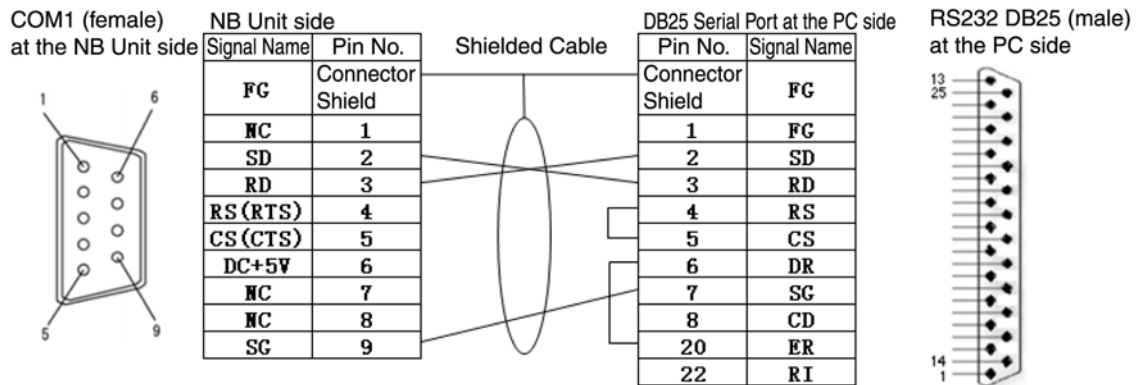 COM1 (female)
at the NB Unit side
1
6
5
9
NB Unit side
Signal Name Pin No.
FG Connector Shield
NC 1
SD 2
RD 3
RS(RTS) 4
CS(CTS) 5
DC+5V 6
NC 7
NC 8
SG 9
Shielded Cable
DB25 Serial Port at the PC side
Pin No. Signal Name
Connector Shield FG
1 FG
2 SD
3 RD
4 RS
5 CS
6 DR
7 SG
8 CD
20 ER
22 RI
RS232 DB25 (male)
at the PC side
13
25
14
1